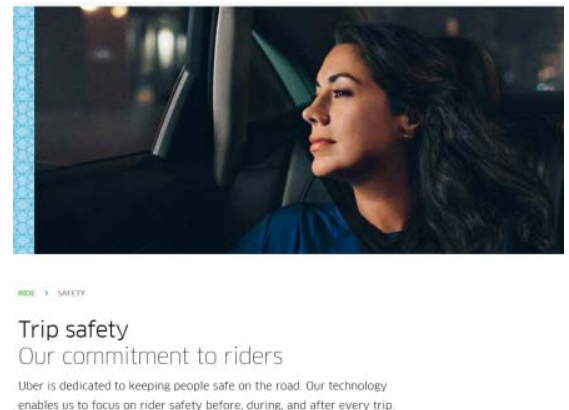 RIDE > SAFETY
Trip safety
Our commitment to riders
Uber is dedicated to keeping people safe on the road. Our technology
enables us to focus on rider safety before, during, and after every trip.